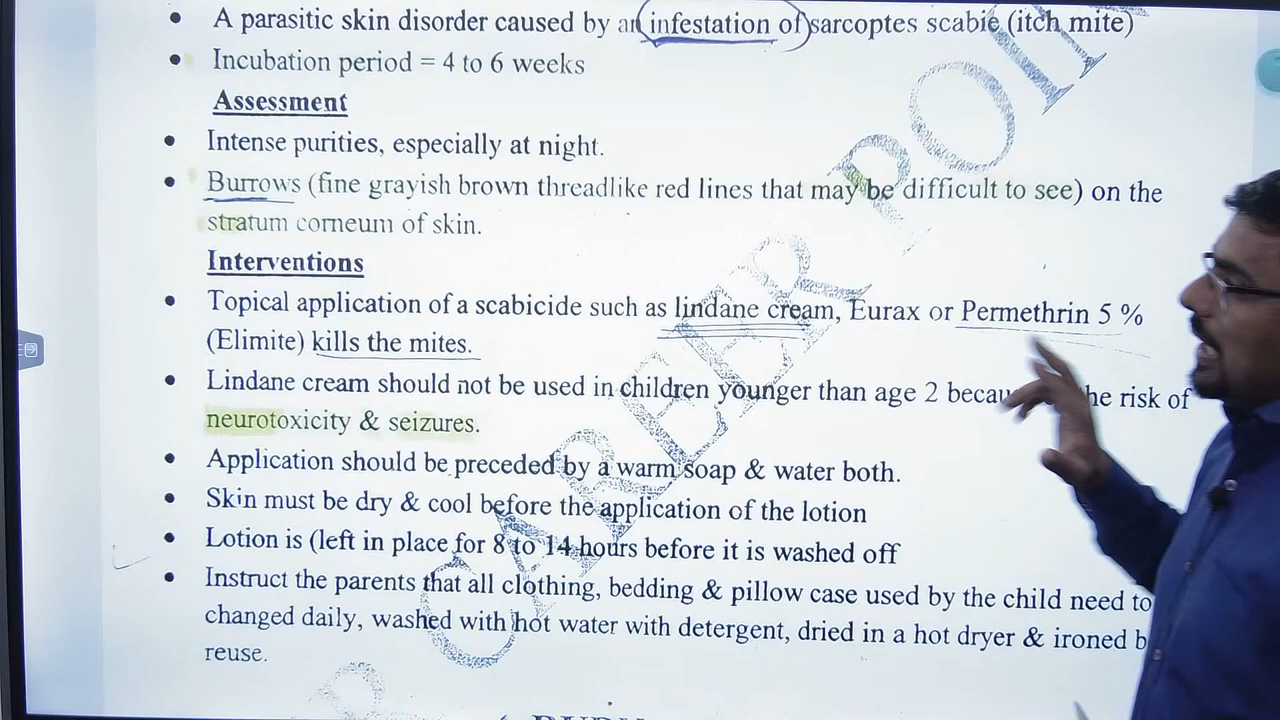 A parasitic skin disorder caused by an infestation of sarcoptes scabie (itch mite)
Incubation period = 4 to 6 weeks
Assessment
Intense purities, especially at night.
Burrows (fine grayish brown threadlike red lines that may be difficult to see) on the
stratum corneum of skin.
Interventions
Topical application of a scabicide such as lindane cream, Eurax or Permethrin 5 %
(Elimite) kills the mites.
Lindane cream should not be used in children younger than age 2 becau he risk of
neurotoxicity & seizures.
Application should be preceded by a warm soap & water both.
Skin must be dry & cool before the application of the lotion
Lotion is (left in place for 8 to 14 hours before it is washed off
Instruct the parents that all clothing, bedding & pillow case used by the child need to
changed daily, washed with hot water with detergent, dried in a hot dryer & ironed b
reuse.
CAREER POI